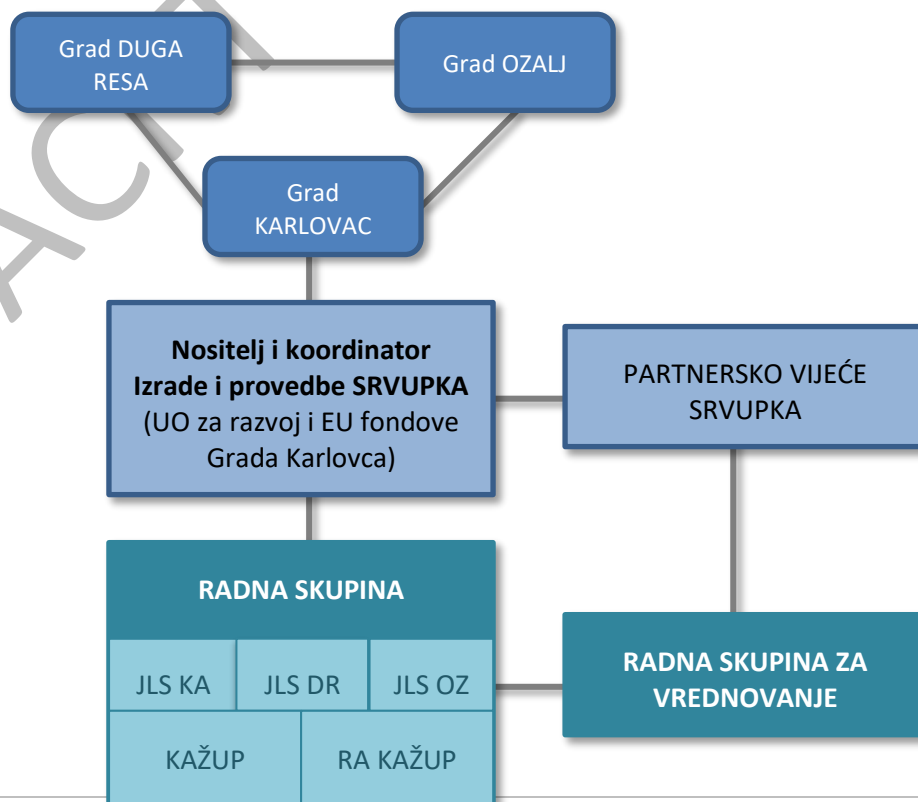 Grad DUGA
RESA
Grad OZALJ
Grad
KARLOVAC
Nositelj i koordinator
Izrade i provedbe SRVUPKA
(UO za razvoj i EU fondove
Grada Karlovca)
PARTNERSKO VIJEĆE
SRVUPKA
RADNA SKUPINA
JLS KA
JLS DR
JLS OZ
KAŽUP
RA KAŽUP
RADNA SKUPINA ZA
VREDNOVANJE